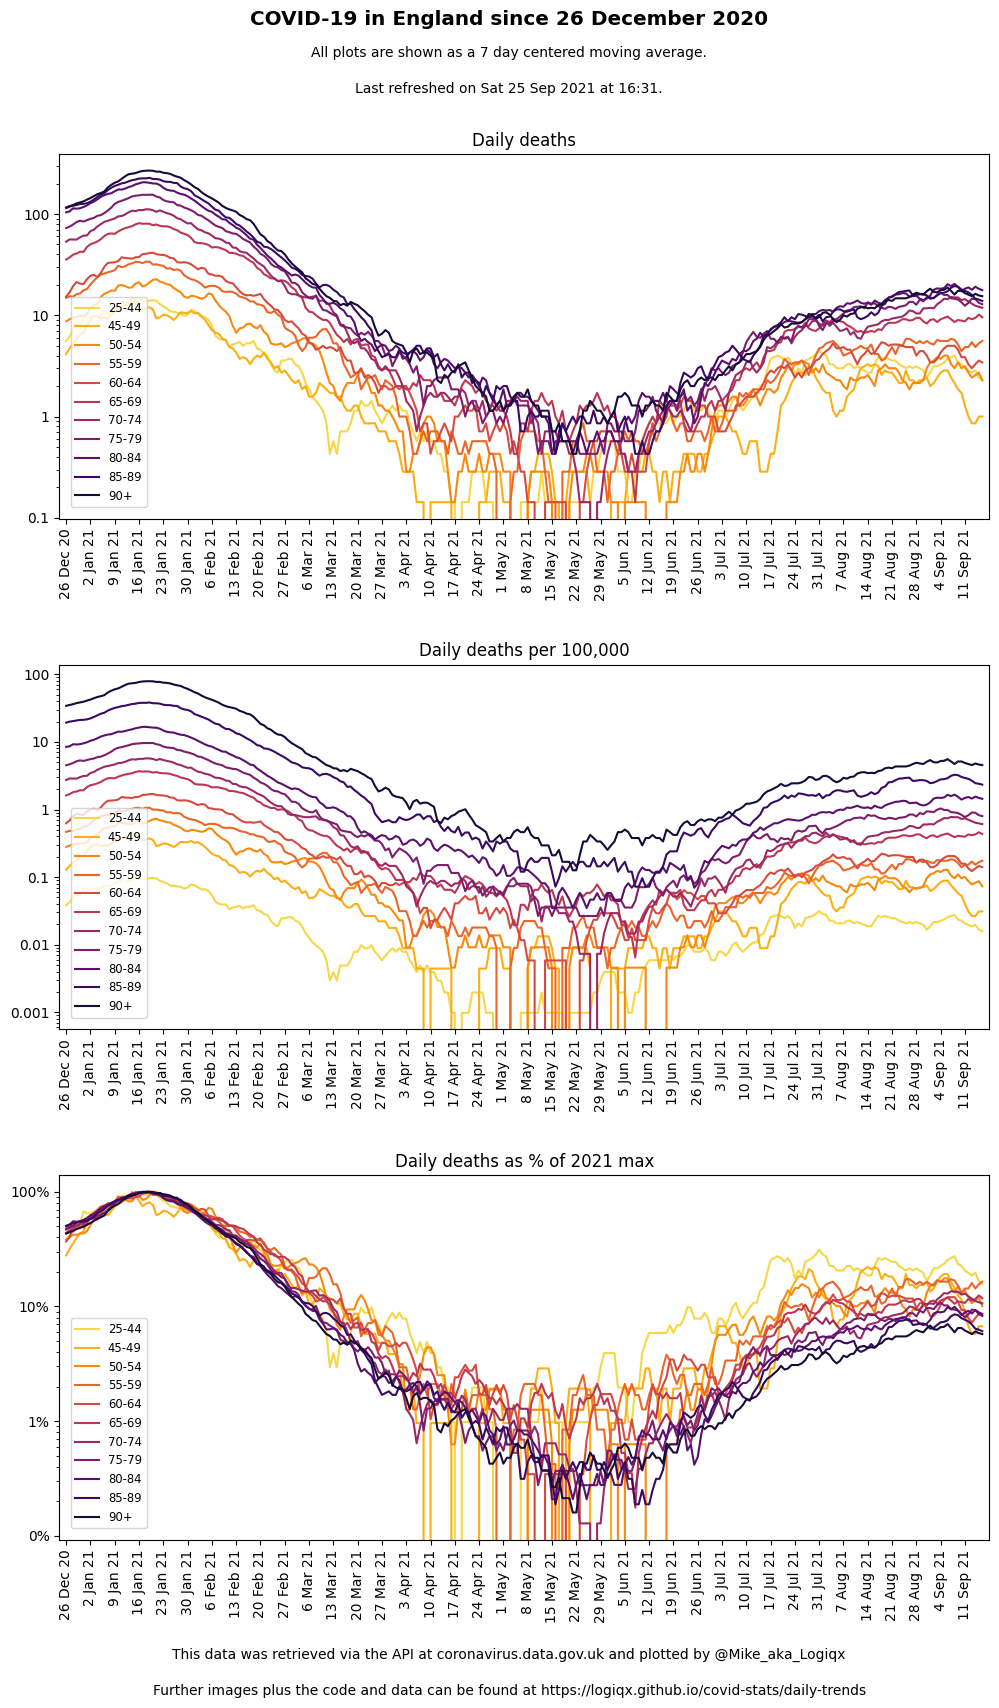 COVID-19 in England since 26 December 2020
All plots are shown as a 7 day centered moving average.
Last refreshed on Sat 25 Sep 2021 at 16:31.
Daily deaths
100
10
1
0.1
25-44
45-49
50-54
55-59
60-64
65-69
70-74
75-79
80-84
85-89
90+
26 Dec 20
2 Jan 21
9 Jan 21
16 Jan 21
23 Jan 21
30 Jan 21
6 Feb 21
13 Feb 21
20 Feb 21
27 Feb 21
6 Mar 21
13 Mar 21
20 Mar 21
27 Mar 21
3 Apr 21
10 Apr 21
17 Apr 21
24 Apr 21
1 May 21
8 May 21
15 May 21
22 May 21
29 May 21
5 Jun 21
12 Jun 21
19 Jun 21
26 Jun 21
3 Jul 21
10 Jul 21
17 Jul 21
24 Jul 21
31 Jul 21
7 Aug 21
14 Aug 21
21 Aug 21
28 Aug 21
4 Sep 21
11 Sep 21
Daily deaths per 100,000
100
10
1
0.1
0.01
0.001
25-44
45-49
50-54
55-59
60-64
65-69
70-74
75-79
80-84
85-89
90+
26 Dec 20
2 Jan 21
9 Jan 21
16 Jan 21
23 Jan 21
30 Jan 21
6 Feb 21
13 Feb 21
20 Feb 21
27 Feb 21
6 Mar 21
13 Mar 21
20 Mar 21
27 Mar 21
3 Apr 21
10 Apr 21
17 Apr 21
24 Apr 21
1 May 21
8 May 21
15 May 21
22 May 21
29 May 21
5 Jun 21
12 Jun 21
19 Jun 21
26 Jun 21
3 Jul 21
10 Jul 21
17 Jul 21
24 Jul 21
31 Jul 21
7 Aug 21
14 Aug 21
21 Aug 21
28 Aug 21
4 Sep 21
11 Sep 21
Daily deaths as % of 2021 max
100%
10%
1%
0%
25-44
45-49
50-54
55-59
60-64
65-69
70-74
75-79
80-84
85-89
90+
26 Dec 20
2 Jan 21
9 Jan 21
16 Jan 21
23 Jan 21
30 Jan 21
6 Feb 21
13 Feb 21
20 Feb 21
27 Feb 21
6 Mar 21
13 Mar 21
20 Mar 21
27 Mar 21
3 Apr 21
10 Apr 21
17 Apr 21
24 Apr 21
1 May 21
8 May 21
15 May 21
22 May 21
29 May 21
5 Jun 21
12 Jun 21
19 Jun 21
26 Jun 21
3 Jul 21
10 Jul 21
17 Jul 21
24 Jul 21
31 Jul 21
7 Aug 21
14 Aug 21
21 Aug 21
28 Aug 21
4 Sep 21
11 Sep 21
This data was retrieved via the API at coronavirus.data.gov.uk and plotted by @Mike_aka_Logiqx
Further images plus the code and data can be found at https://logiqx.github.io/covid-stats/daily-trends